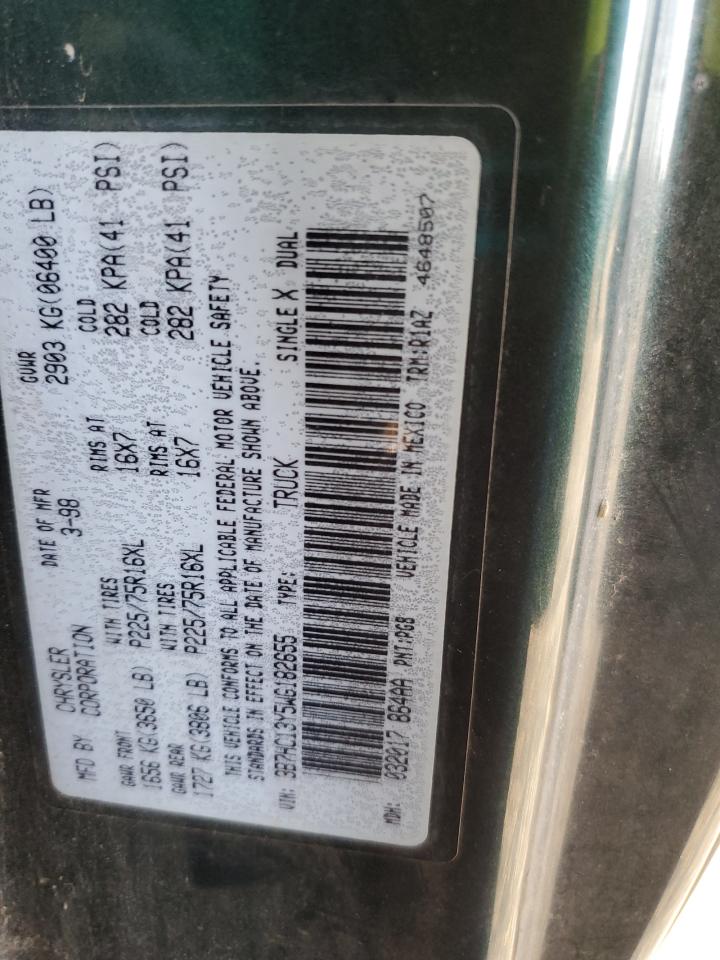 MFD BY CHRYSLER CORPORATION DATE OF MFR 3-98 GVWR 2903 KG(06400 LB)
GAWR FRONT WITH TIRES RIMS AT COLD
1656 KG(3650 LB) P225/75R16XL 16X7 282 KPA(41 PSI)
GAWR REAR WITH TIRES RIMS AT COLD
1727 KG(3806 LB) P225/75R16XL 16X7 282 KPA(41 PSI)
THIS VEHICLE CONFORMS TO ALL APPLICABLE FEDERAL MOTOR VEHICLE SAFETY
STANDARDS IN EFFECT ON THE DATE OF MANUFACTURE SHOWN ABOVE.
VIN: 3B7HC13Y5WG182655 TYPE: TRUCK SINGLE X DUAL
MDH: 032017 864AA PNT:PG8 VEHICLE MADE IN MEXICO TRM:R1AZ 4648507